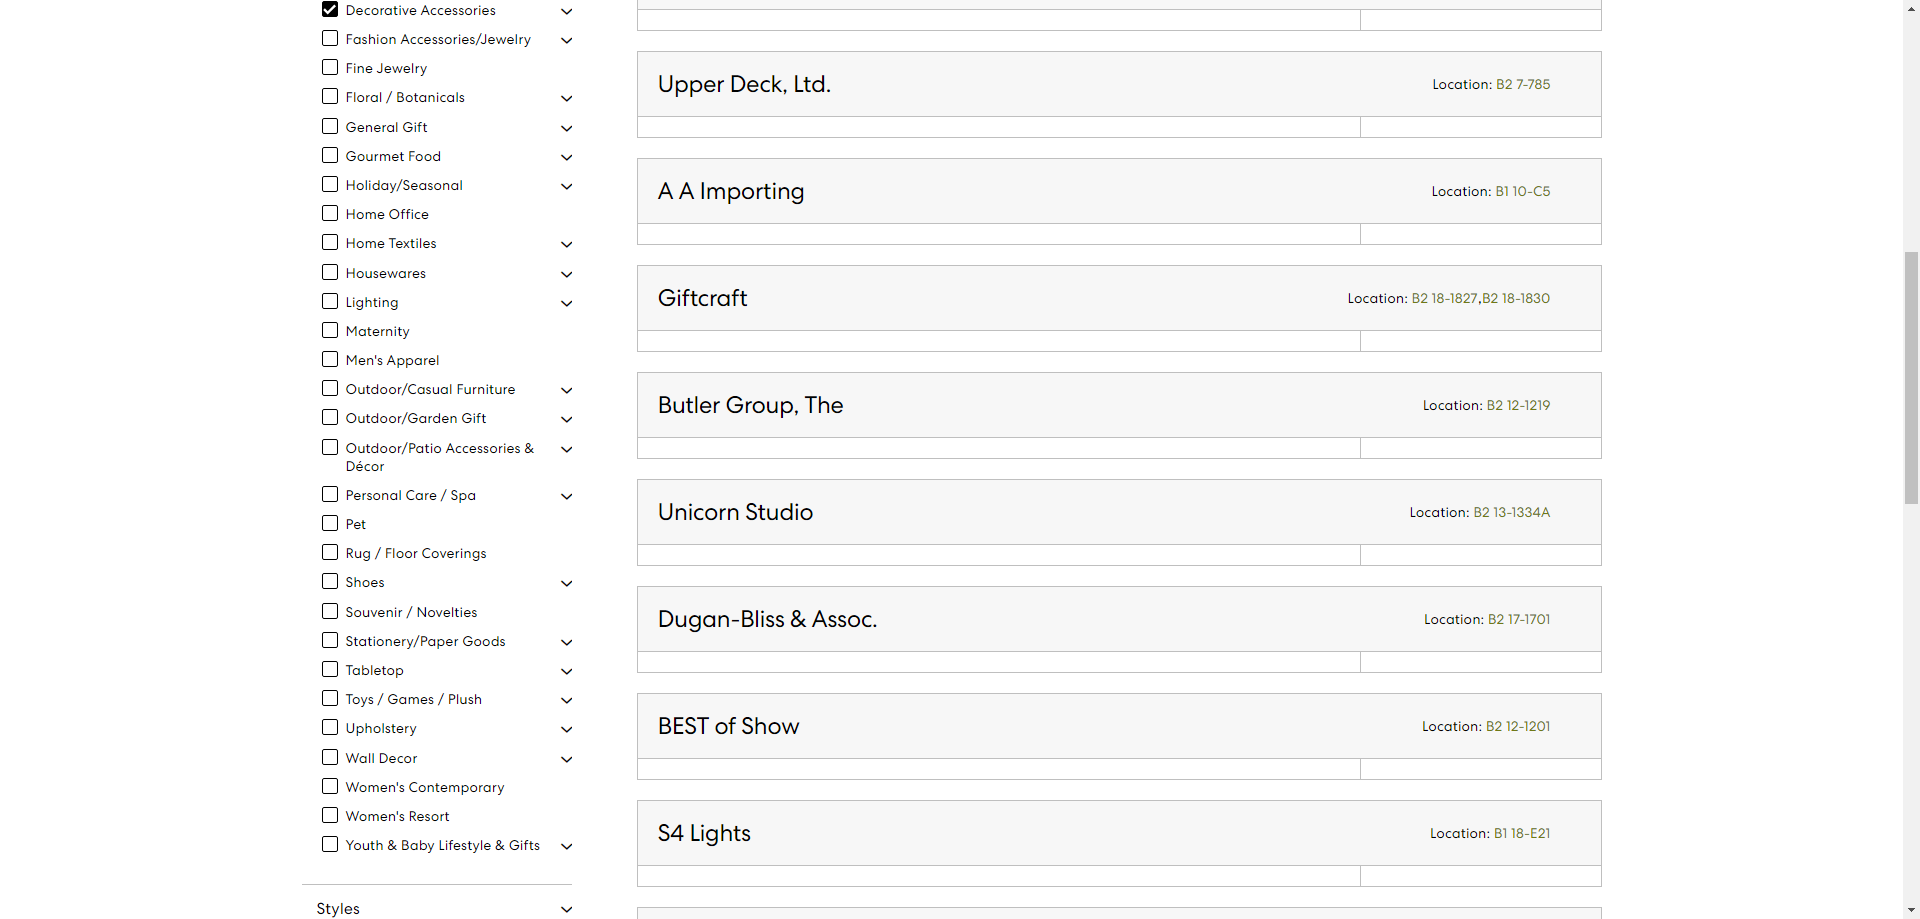 Decorative Accessories
Fashion Accessories/Jewelry
Fine Jewelry
Floral / Botanicals
General Gift
Gourmet Food
Holiday/Seasonal
Home Office
Home Textiles
Housewares
Lighting
Maternity
Men's Apparel
Outdoor/Casual Furniture
Outdoor/Garden Gift
Outdoor/Patio Accessories &
Décor
Personal Care / Spa
Pet
Rug / Floor Coverings
Shoes
Souvenir / Novelties
Stationery/Paper Goods
Tabletop
Toys / Games / Plush
Upholstery
Wall Decor
Women's Contemporary
Women's Resort
Youth & Baby Lifestyle & Gifts
Styles
Upper Deck, Ltd.
Location: B2 7-785
A A Importing
Location: B1 10-C5
Giftcraft
Location: B2 18-1827,B2 18-1830
Butler Group, The
Location: B2 12-1219
Unicorn Studio
Location: B2 13-1334A
Dugan-Bliss & Assoc.
Location: B2 17-1701
BEST of Show
Location: B2 12-1201
S4 Lights
Location: B1 18-E21